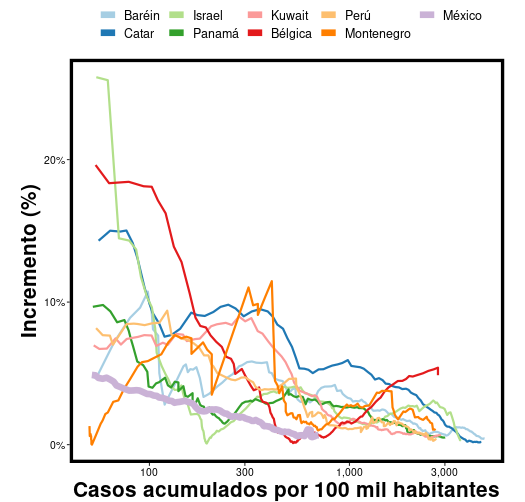 Baréin Israel Kuwait Perú México
Catar Panamá Bélgica Montenegro
Incremento (%)
20%
10%
0%
100 300 1,000 3,000
Casos acumulados por 100 mil habitantes